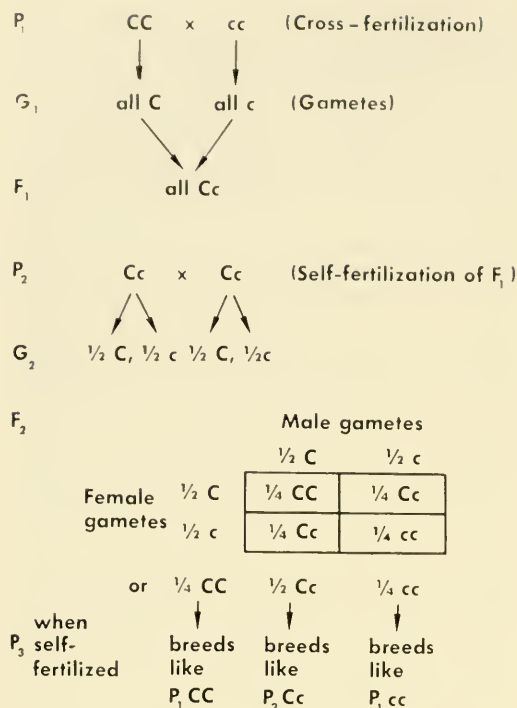 P₁ CC x cc (Cross-fertilization)
G₁ all C all c (Gametes)
F₁ all Cc
P₂ Cc x Cc (Self-fertilization of F₁)
G₂ ½ C, ½ c ½ C, ½c
F₂ Male gametes
½ C ½ c
Female ½ C ¼ CC ¼ Cc
gametes ½ c ¼ Cc ¼ cc
or ¼ CC ½ Cc ¼ cc
when
P₃ self- breeds breeds breeds
fertilized like like like
P₁ CC P₂ Cc P₁ cc